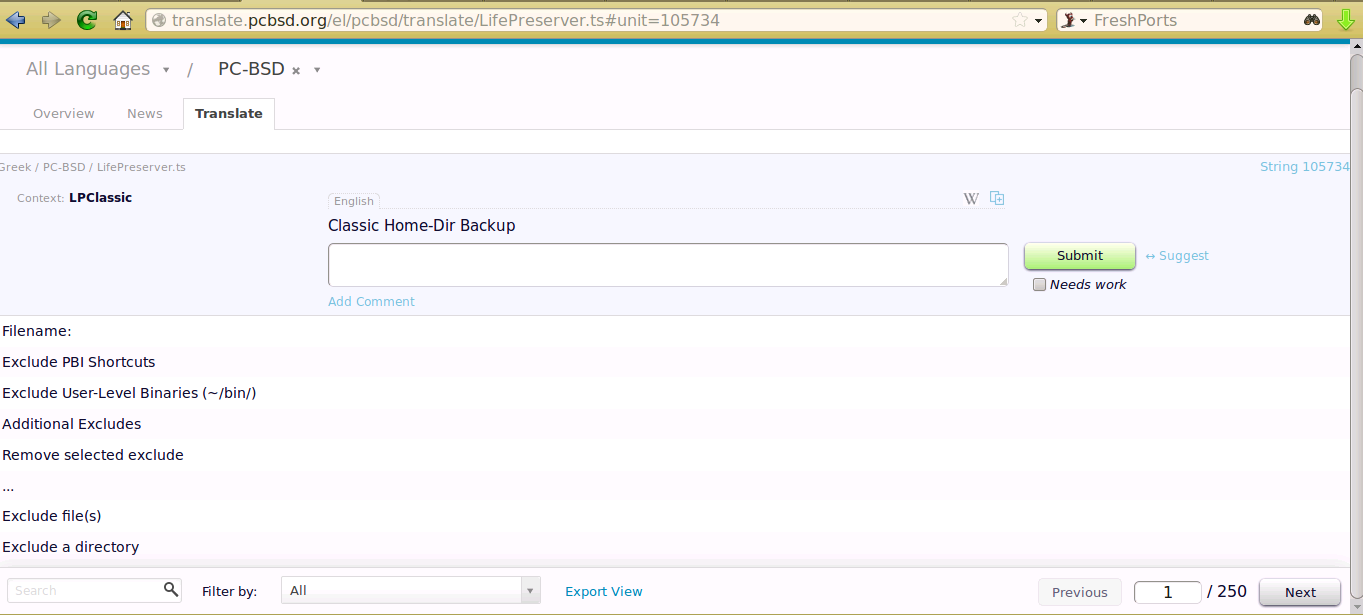 translate.pcbsd.org/el/pcbsd/translate/LifePreserver.ts#unit=105734 FreshPorts
All Languages / PC-BSD
Overview News Translate
Greek / PC-BSD / LifePreserver.ts String 105734
Context: LPClassic
English W
Classic Home-Dir Backup
Submit ↔ Suggest
Needs work
Add Comment
Filename:
Exclude PBI Shortcuts
Exclude User-Level Binaries (~/bin/)
Additional Excludes
Remove selected exclude
...
Exclude file(s)
Exclude a directory
Search Filter by: All Export View Previous 1 / 250 Next